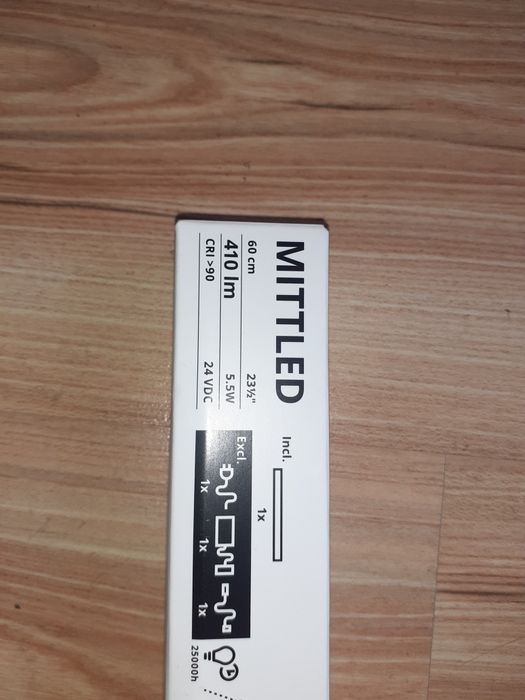 MITTLED
60 cm 23½"
410 lm 5.5W
CRI >90 24 VDC
Incl.
1x
Excl.
1x 1x 1x
25000h